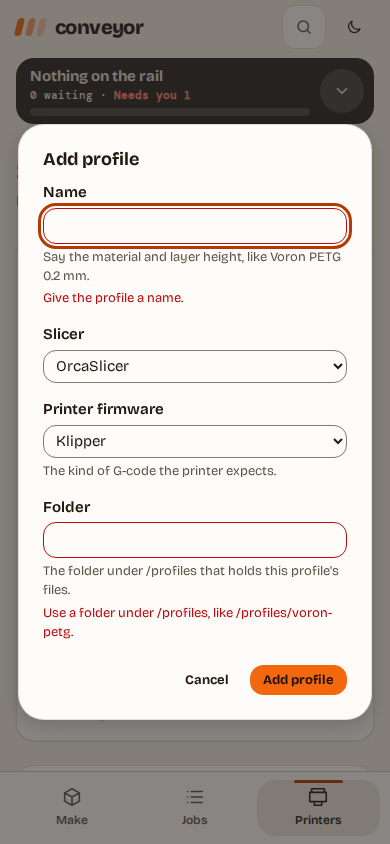 conveyor
Nothing on the rail
0 waiting · Needs you 1
Add profile
Name
Say the material and layer height, like Voron PETG
0.2 mm.
Give the profile a name.
Slicer
OrcaSlicer
Printer firmware
Klipper
The kind of G-code the printer expects.
Folder
The folder under /profiles that holds this profile's
files.
Use a folder under /profiles, like /profiles/voron-
petg.
Cancel
Add profile
Make
Jobs
Printers